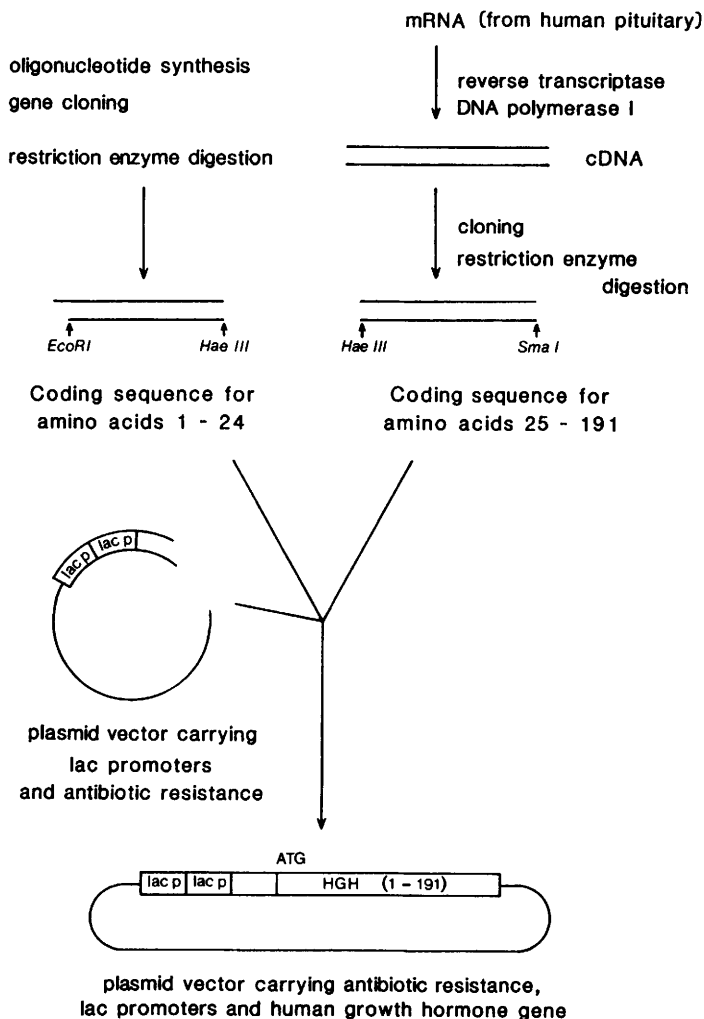 mRNA (from human pituitary)
oligonucleotide synthesis
gene cloning
restriction enzyme digestion
reverse transcriptase
DNA polymerase I
cDNA
cloning
restriction enzyme
digestion
EcoRI
Hae III
Hae III
Sma I
Coding sequence for
amino acids 1 - 24
Coding sequence for
amino acids 25 - 191
lac p
lac p
plasmid vector carrying
lac promoters
and antibiotic resistance
ATG
lac p
lac p
HGH (1 - 191)
plasmid vector carrying antibiotic resistance,
lac promoters and human growth hormone gene